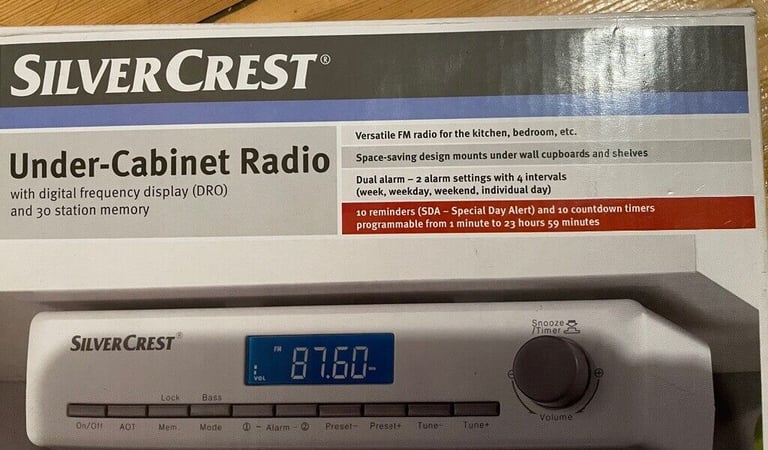 SILVERCREST®
Under-Cabinet Radio
with digital frequency display (DRO)
and 30 station memory
Versatile FM radio for the kitchen, bedroom, etc.
Space-saving design mounts under wall cupboards and shelves
Dual alarm – 2 alarm settings with 4 intervals
(week, weekday, weekend, individual day)
10 reminders (SDA – Special Day Alert) and 10 countdown timers
programmable from 1 minute to 23 hours 59 minutes
SILVERCREST®
FM
87.60
VOL
Snooze
/Timer
Volume
Lock Bass
On/Off AOT Mem. Mode ① - Alarm - ② Preset- Preset+ Tune- Tune+